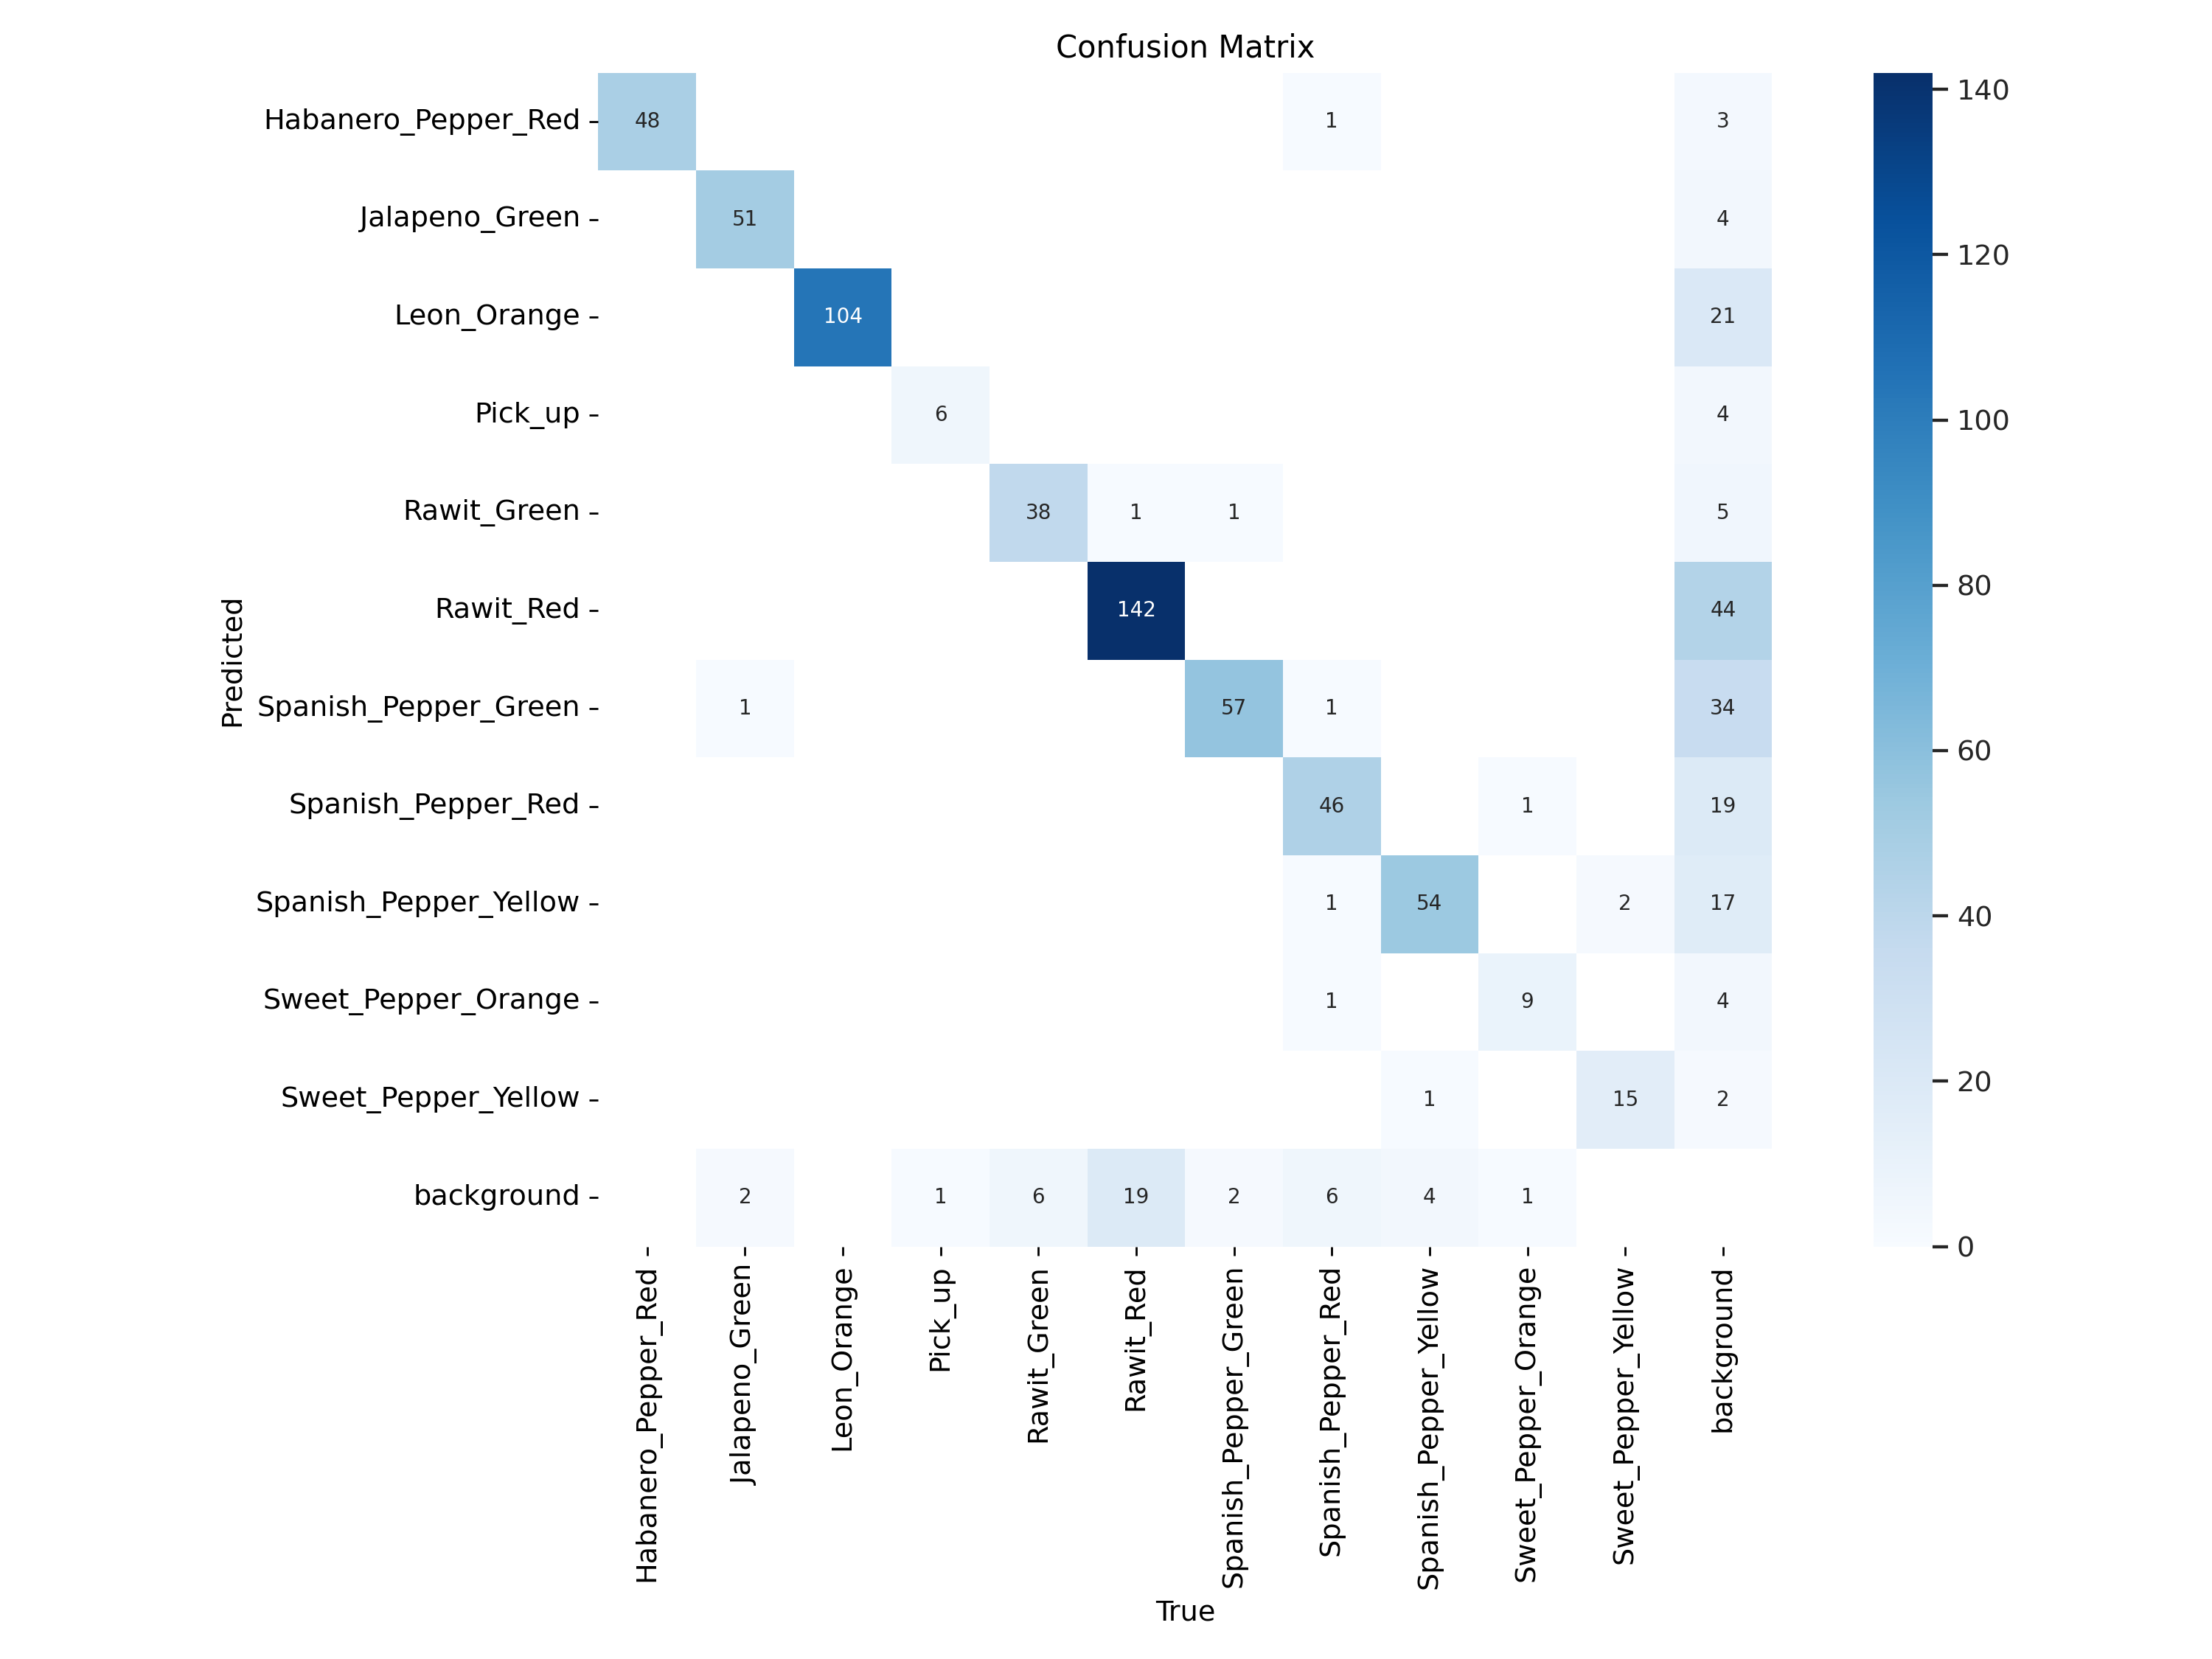 Confusion Matrix
Habanero_Pepper_Red 48 1 3
Jalapeno_Green 51 4
Leon_Orange 104 21
Pick_up 6 4
Rawit_Green 38 1 1 5
Rawit_Red 142 44
Spanish_Pepper_Green 1 57 1 34
Spanish_Pepper_Red 46 1 19
Spanish_Pepper_Yellow 1 54 2 17
Sweet_Pepper_Orange 1 9 4
Sweet_Pepper_Yellow 1 15 2
background 2 1 6 19 2 6 4 1
Predicted
Habanero_Pepper_Red
Jalapeno_Green
Leon_Orange
Pick_up
Rawit_Green
Rawit_Red
Spanish_Pepper_Green
Spanish_Pepper_Red
Spanish_Pepper_Yellow
Sweet_Pepper_Orange
Sweet_Pepper_Yellow
background
True
140
120
100
80
60
40
20
0